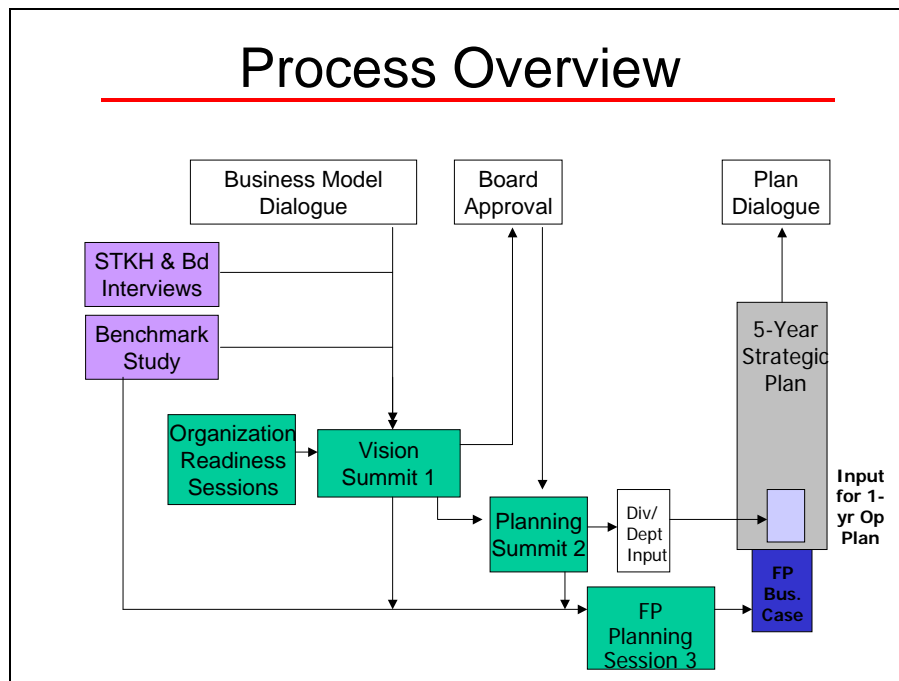 Process Overview
Business Model
Dialogue
Board
Approval
Plan
Dialogue
STKH & Bd
Interviews
Benchmark
Study
5-Year
Strategic
Plan
Organization
Readiness
Sessions
Vision
Summit 1
Planning
Summit 2
Div/
Dept
Input
Input
for 1-
yr Op
Plan
FP
Bus.
Case
FP
Planning
Session 3